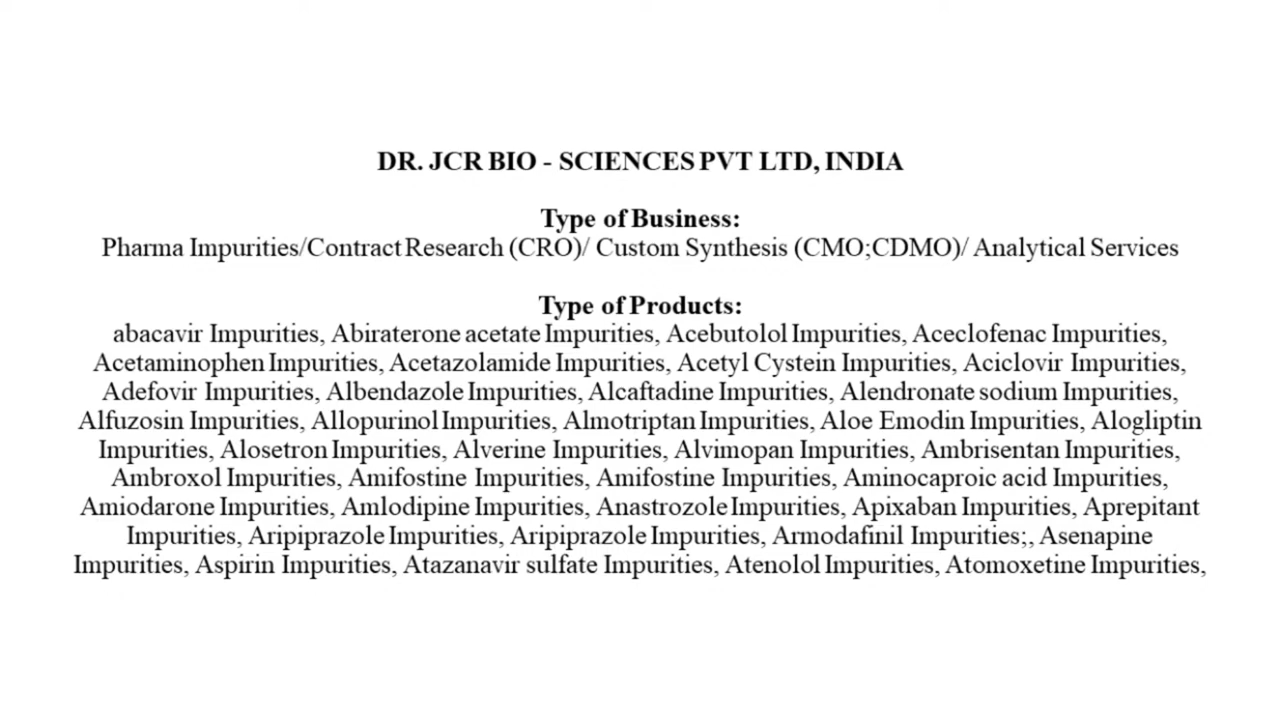 DR. JCR BIO - SCIENCES PVT LTD, INDIA
Type of Business:
Pharma Impurities/Contract Research (CRO)/ Custom Synthesis (CMO;CDMO)/ Analytical Services
Type of Products:
abacavir Impurities, Abiraterone acetate Impurities, Acebutolol Impurities, Aceclofenac Impurities,
Acetaminophen Impurities, Acetazolamide Impurities, Acetyl Cystein Impurities, Aciclovir Impurities,
Adefovir Impurities, Albendazole Impurities, Alcaftadine Impurities, Alendronate sodium Impurities,
Alfuzosin Impurities, Allopurinol Impurities, Almotriptan Impurities, Aloe Emodin Impurities, Alogliptin
Impurities, Alosetron Impurities, Alverine Impurities, Alvimopan Impurities, Ambrisentan Impurities,
Ambroxol Impurities, Amifostine Impurities, Amifostine Impurities, Aminocaproic acid Impurities,
Amiodarone Impurities, Amlodipine Impurities, Anastrozole Impurities, Apixaban Impurities, Aprepitant
Impurities, Aripiprazole Impurities, Aripiprazole Impurities, Armodafinil Impurities;, Asenapine
Impurities, Aspirin Impurities, Atazanavir sulfate Impurities, Atenolol Impurities, Atomoxetine Impurities,